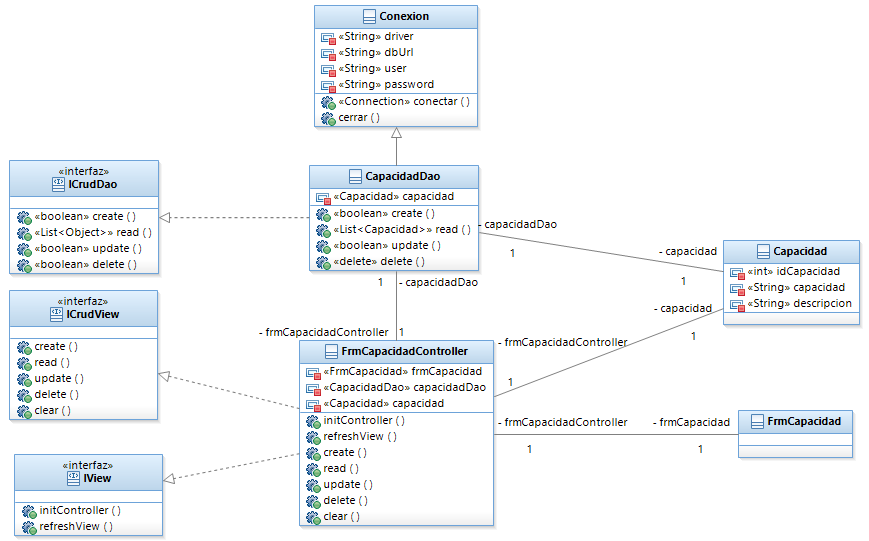 Conexion
«String» driver
«String» dbUrl
«String» user
«String» password
«Connection» conectar ( )
cerrar ( )
«interfaz»
ICrudDao
«boolean» create ( )
«List<Object>» read ( )
«boolean» update ( )
«boolean» delete ( )
CapacidadDao
«Capacidad» capacidad
«boolean» create ( )
«List<Capacidad>» read ( )
«boolean» update ( )
«delete» delete ( )
- capacidadDao
1
- capacidad
1
Capacidad
«int» idCapacidad
«String» capacidad
«String» descripcion
1
- capacidadDao
- frmCapacidadController
1
«interfaz»
ICrudView
create ( )
read ( )
update ( )
delete ( )
clear ( )
FrmCapacidadController
«FrmCapacidad» frmCapacidad
«CapacidadDao» capacidadDao
«Capacidad» capacidad
initController ( )
refreshView ( )
create ( )
read ( )
update ( )
delete ( )
clear ( )
- capacidad
1
- frmCapacidadController
1
- frmCapacidadController
1
- frmCapacidad
1
FrmCapacidad
«interfaz»
IView
initController ( )
refreshView ( )